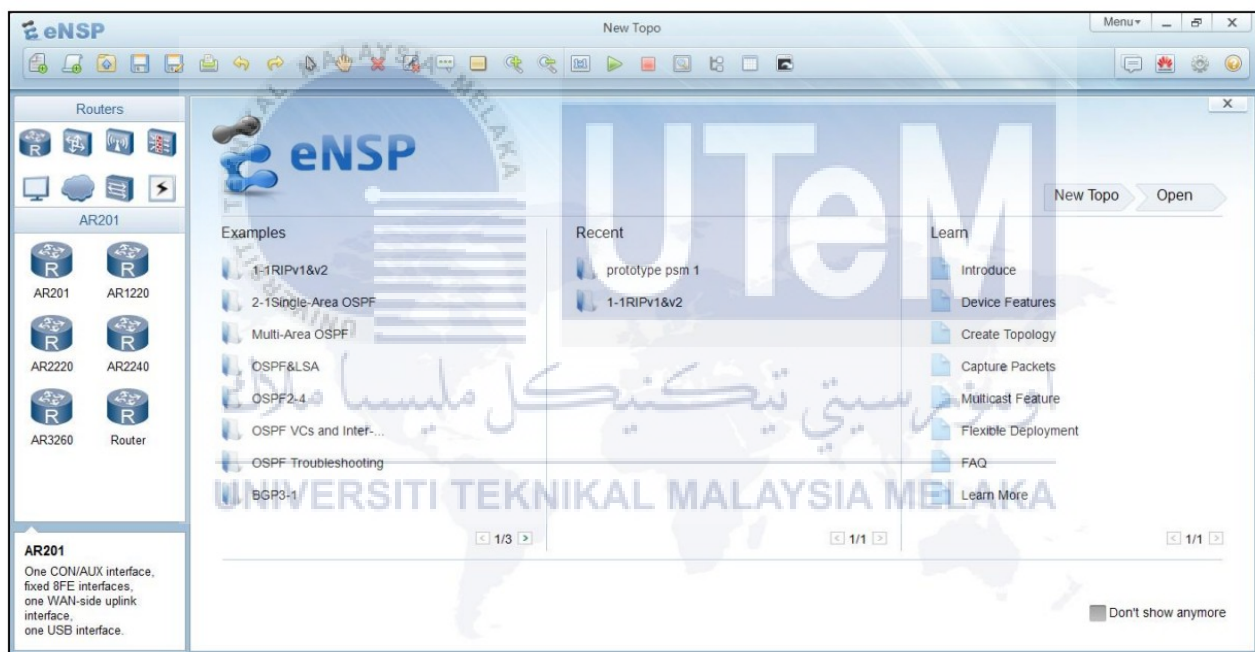 eNSP
New Topo
Menu
Routers
AR201
AR201
AR1220
AR2220
AR2240
AR3260
Router
AR201
One CON/AUX interface,
fixed 8FE interfaces,
one WAN-side uplink
interface,
one USB interface.
eNSP
New Topo
Open
Examples
1-1RIPv1&v2
2-1Single-Area OSPF
Multi-Area OSPF
OSPF&LSA
OSPF2-4
OSPF VCs and Inter-...
OSPF Troubleshooting
BGP3-1
1/3
Recent
prototype psm 1
1-1RIPv1&v2
1/1
Learn
Introduce
Device Features
Create Topology
Capture Packets
Multicast Feature
Flexible Deployment
FAQ
Learn More
1/1
Don't show anymore
UTeM
اونيورسيتي تيكنيكل مليسيا ملاك
UNIVERSITI TEKNIKAL MALAYSIA MELAKA